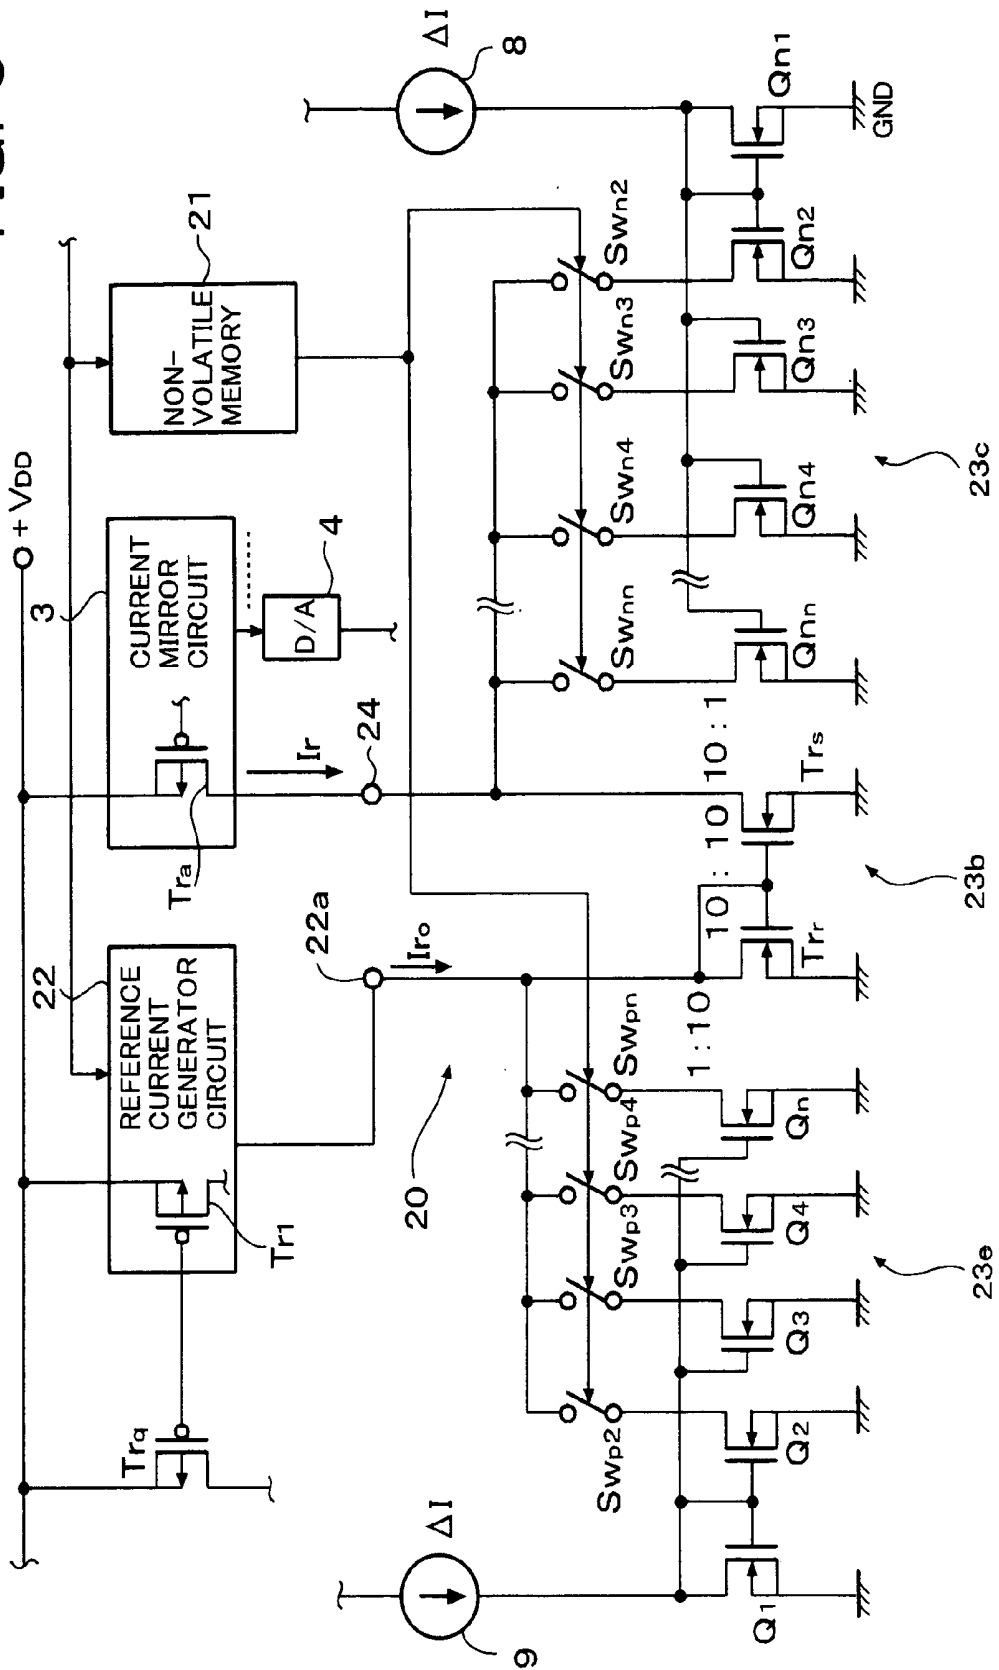 +VDD
22
REFERENCE
CURRENT
GENERATOR
CIRCUIT
Trq
Tr1
3
CURRENT
MIRROR
CIRCUIT
Tra
4
D/A
21
NON-
VOLATILE
MEMORY
22a
Iro
Ir
24
20
9
ΔI
8
ΔI
SWp2
SWp3
SWp4
SWpn
SWnn
SWn4
SWn3
SWn2
1 : 10
10 : 10
10 : 1
Q1
Q2
Q3
Q4
Qn
Trr
Trs
Qnn
Qn4
Qn3
Qn2
Qn1
GND
23e
23b
23c